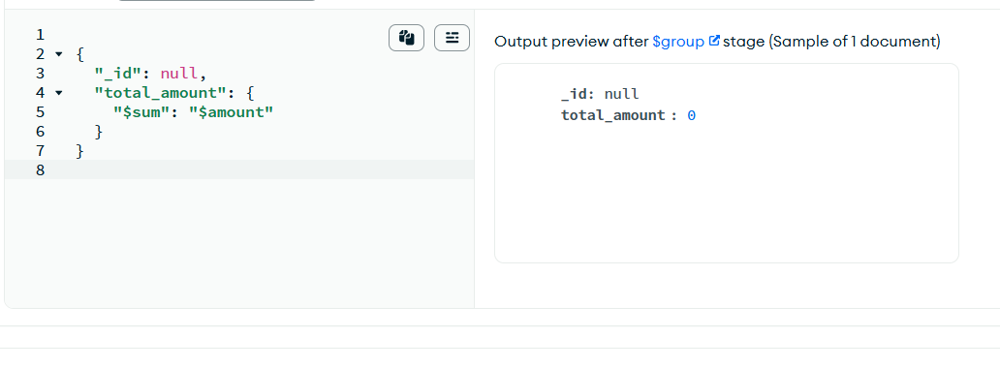 1
2 {
3 "_id": null,
4 "total_amount": {
5 "$sum": "$amount"
6 }
7 }
8
Output preview after $group stage (Sample of 1 document)
_id: null
total_amount : 0